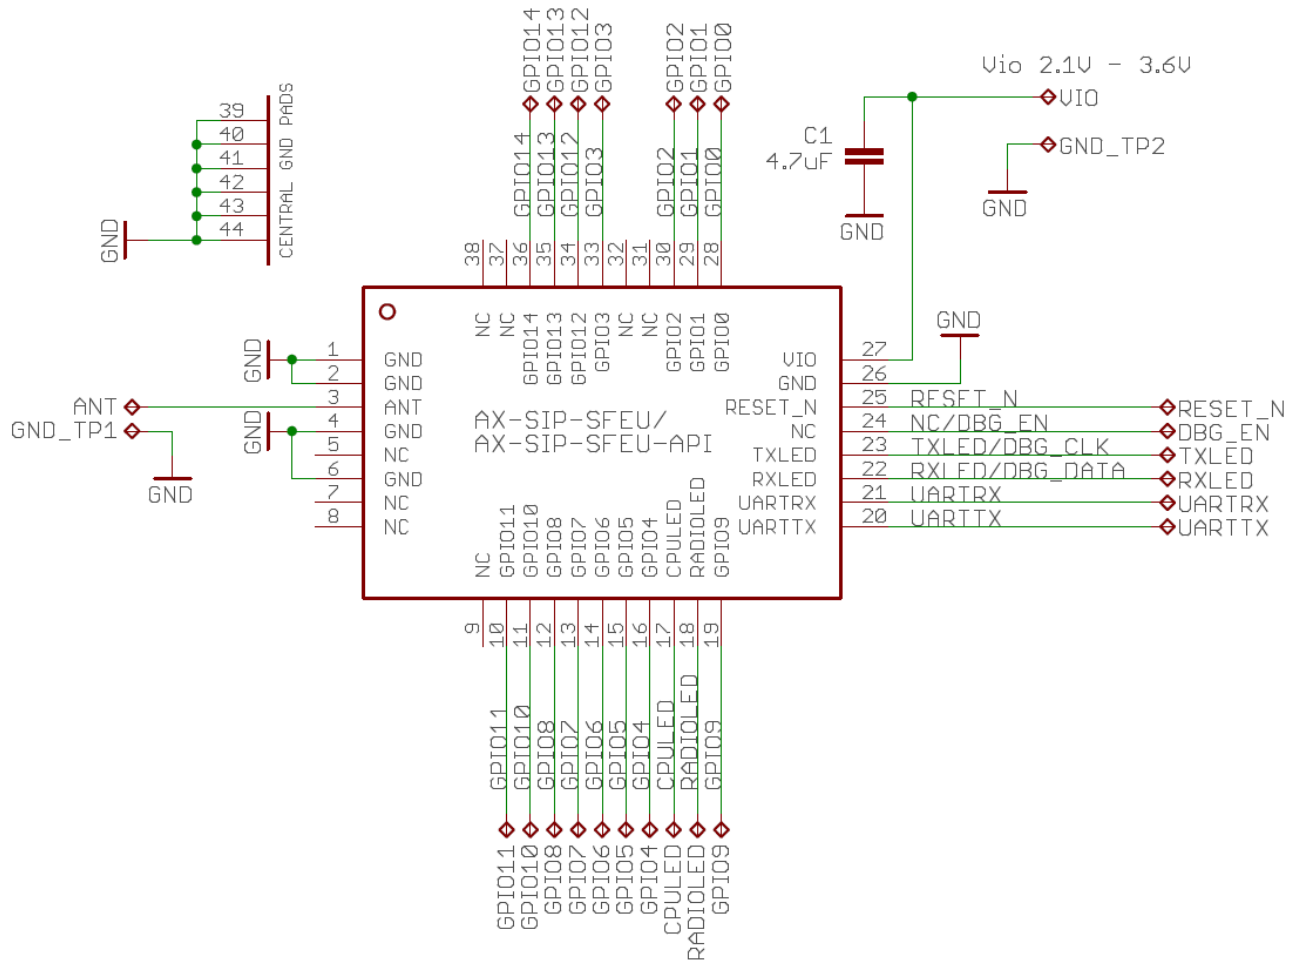 GPIO14
GPIO13
GPIO12
GPIO3
GPIO2
GPIO1
GPIO0
Vio 2.1V - 3.6V
VIO
GND_TP2
GND
C1
4.7uF
GND
39
40
41
42
43
44
CENTRAL GND PADS
GND
GPIO14
GPIO13
GPIO12
GPIO3
GPIO2
GPIO1
GPIO0
38
37
36
35
34
33
32
31
30
29
28
NC
NC
GPIO14
GPIO13
GPIO12
GPIO3
NC
NC
GPIO2
GPIO1
GPIO0
GND
GND
1 GND
2 GND
ANT 3 ANT
GND_TP1 GND 4 GND
5 NC
6 GND
7 NC
8 NC
GND
AX-SIP-SFEU/
AX-SIP-SFEU-API
VIO 27
GND 26
RESET_N 25 RESET_N RESET_N
NC 24 NC/DBG_EN DBG_EN
TXLED 23 TXLED/DBG_CLK TXLED
RXLED 22 RXLED/DBG_DATA RXLED
UARTRX 21 UARTRX UARTRX
UARTTX 20 UARTTX UARTTX
NC
GPIO11
GPIO10
GPIO8
GPIO7
GPIO6
GPIO5
GPIO4
CPULED
RADIOLED
GPIO9
9
10
11
12
13
14
15
16
17
18
19
GPIO11
GPIO10
GPIO8
GPIO7
GPIO6
GPIO5
GPIO4
CPULED
RADIOLED
GPIO9
GPIO11
GPIO10
GPIO8
GPIO7
GPIO6
GPIO5
GPIO4
CPULED
RADIOLED
GPIO9